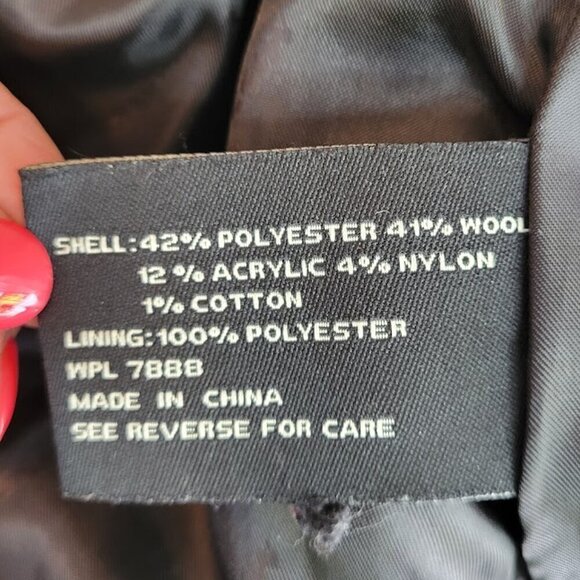 SHELL:42% POLYESTER 41% WOOL
12% ACRYLIC 4% NYLON
1% COTTON
LINING:100% POLYESTER
WPL 7888
MADE IN CHINA
SEE REVERSE FOR CARE